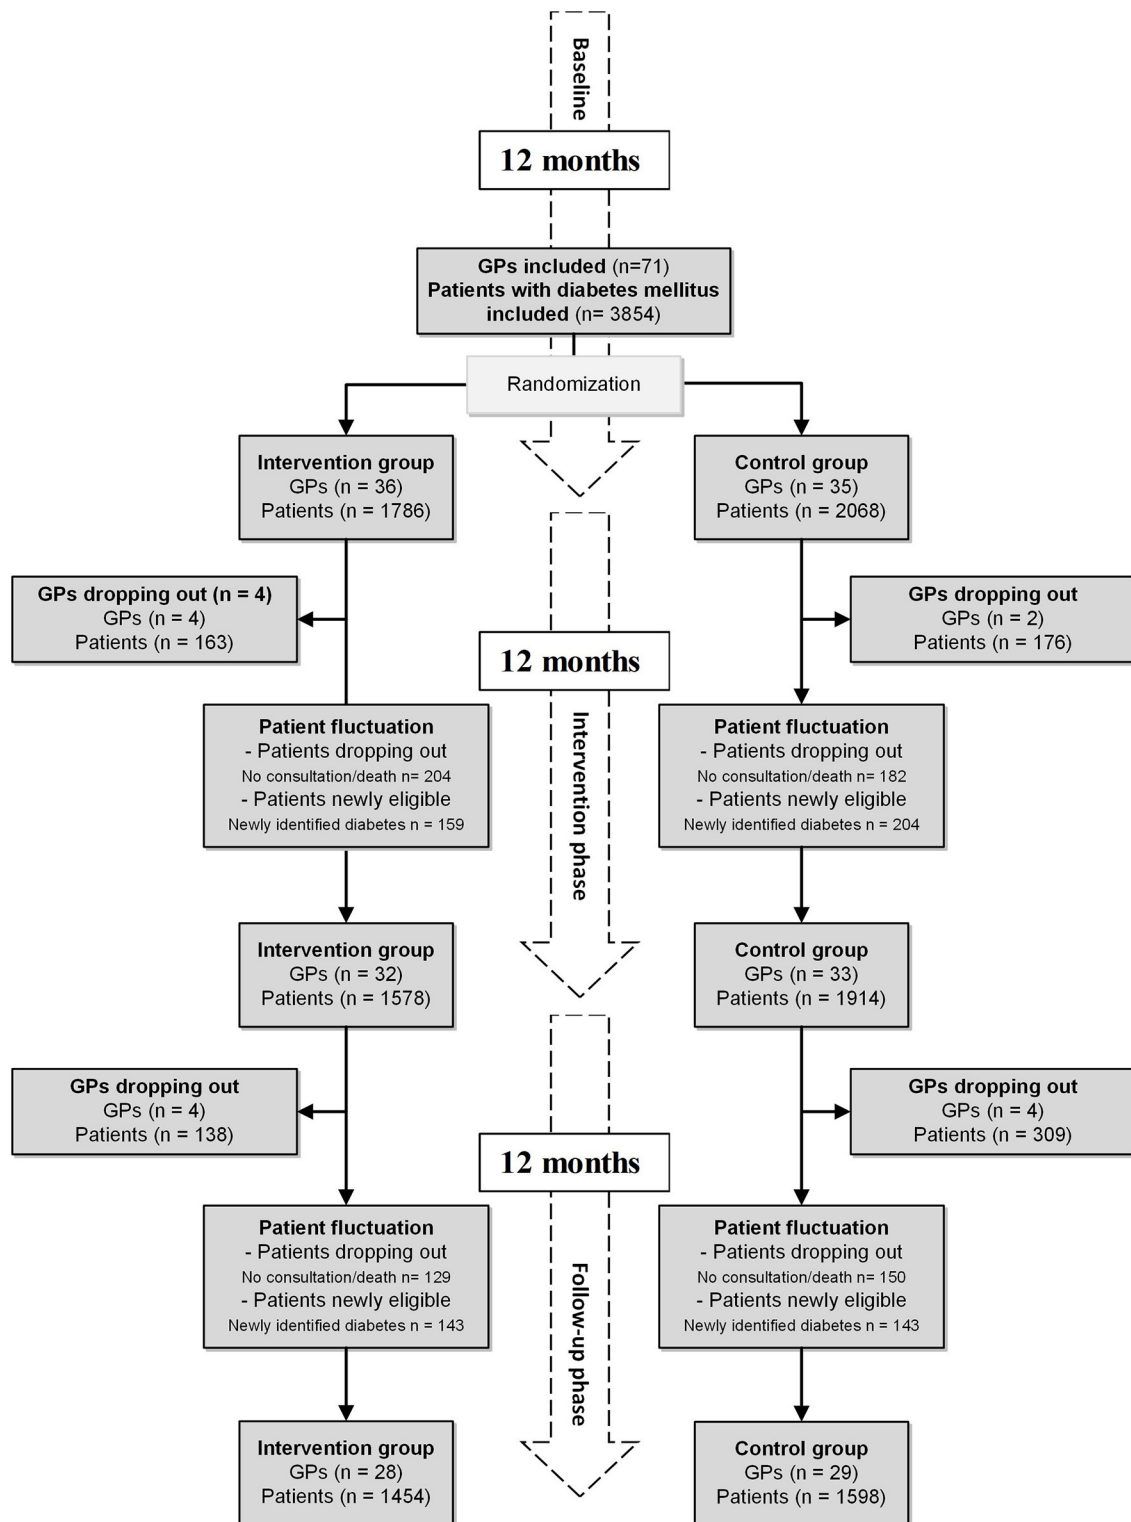 Baseline
12 months
GPs included (n=71)
Patients with diabetes mellitus
included (n= 3854)
Randomization
Intervention group
GPs (n = 36)
Patients (n = 1786)
Control group
GPs (n = 35)
Patients (n = 2068)
GPs dropping out (n = 4)
GPs (n = 4)
Patients (n = 163)
GPs dropping out
GPs (n = 2)
Patients (n = 176)
12 months
Intervention phase
Patient fluctuation
- Patients dropping out
No consultation/death n= 204
- Patients newly eligible
Newly identified diabetes n = 159
Patient fluctuation
- Patients dropping out
No consultation/death n= 182
- Patients newly eligible
Newly identified diabetes n = 204
Intervention group
GPs (n = 32)
Patients (n = 1578)
Control group
GPs (n = 33)
Patients (n = 1914)
GPs dropping out
GPs (n = 4)
Patients (n = 138)
GPs dropping out
GPs (n = 4)
Patients (n = 309)
12 months
Follow-up phase
Patient fluctuation
- Patients dropping out
No consultation/death n= 129
- Patients newly eligible
Newly identified diabetes n = 143
Patient fluctuation
- Patients dropping out
No consultation/death n= 150
- Patients newly eligible
Newly identified diabetes n = 143
Intervention group
GPs (n = 28)
Patients (n = 1454)
Control group
GPs (n = 29)
Patients (n = 1598)